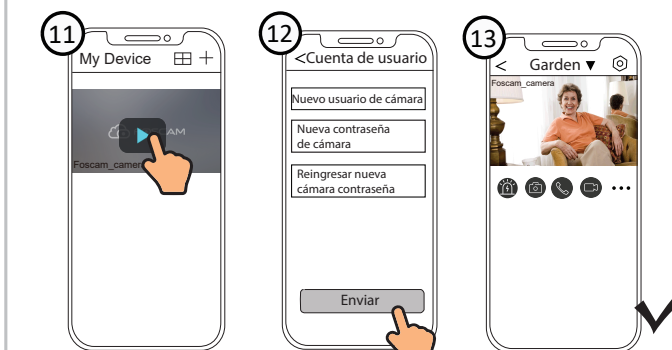 11
My Device
Foscam_camer
12
<Cuenta de usuario
Nuevo usuario de cámara
Nueva contraseña
de cámara
Reingresar nueva
cámara contraseña
Enviar
13
< Garden ▼
Foscam_camera